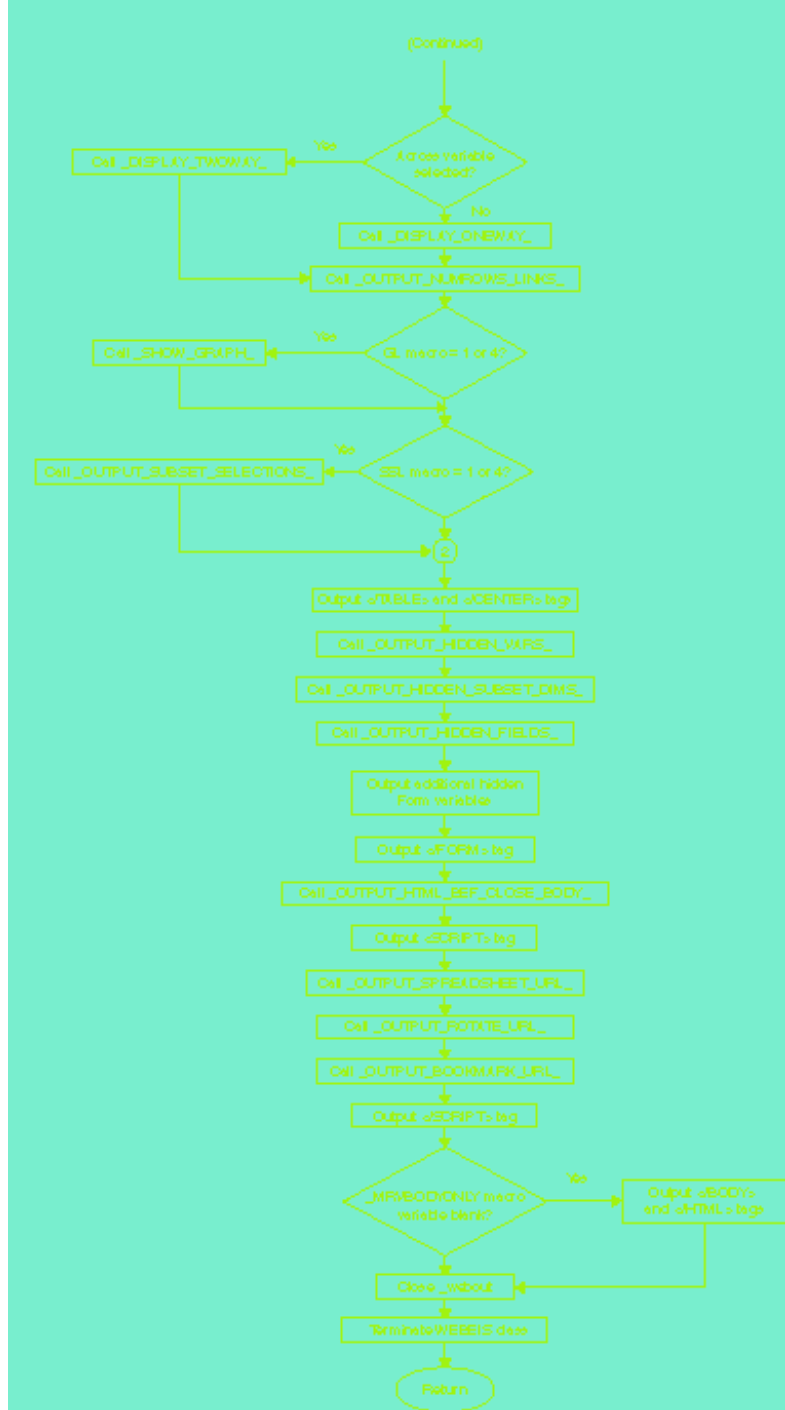 (Continued)
Across variable
selected?
Yes
Call _DISPLAY_TWOWAY_
No
Call _DISPLAY_ONEWAY_
Call _OUTPUT_NUMROWS_LINKS_
GL macro = 1 or 4?
Yes
Call _SHOW_GRAPH_
SSL macro = 1 or 4?
Yes
Call _OUTPUT_SUBSET_SELECTIONS_
2
Output </TABLE> and </CENTER> tags
Call _OUTPUT_HIDDEN_VARS_
Call _OUTPUT_HIDDEN_SUBSET_DIMS_
Call _OUTPUT_HIDDEN_FIELDS_
Output additional hidden
Form variables
Output </FORM> tag
Call _OUTPUT_HTML_BEF_CLOSE_BODY_
Output <SCRIPT> tag
Call _OUTPUT_SPREADSHEET_URL_
Call _OUTPUT_ROTATE_URL_
Call _OUTPUT_BOOKMARK_URL_
Output </SCRIPT> tag
_MRVBODYONLY macro
variable blank?
Yes
Output </BODY>
and </HTML> tags
Close _webout
Terminate WEBEIS class
Return